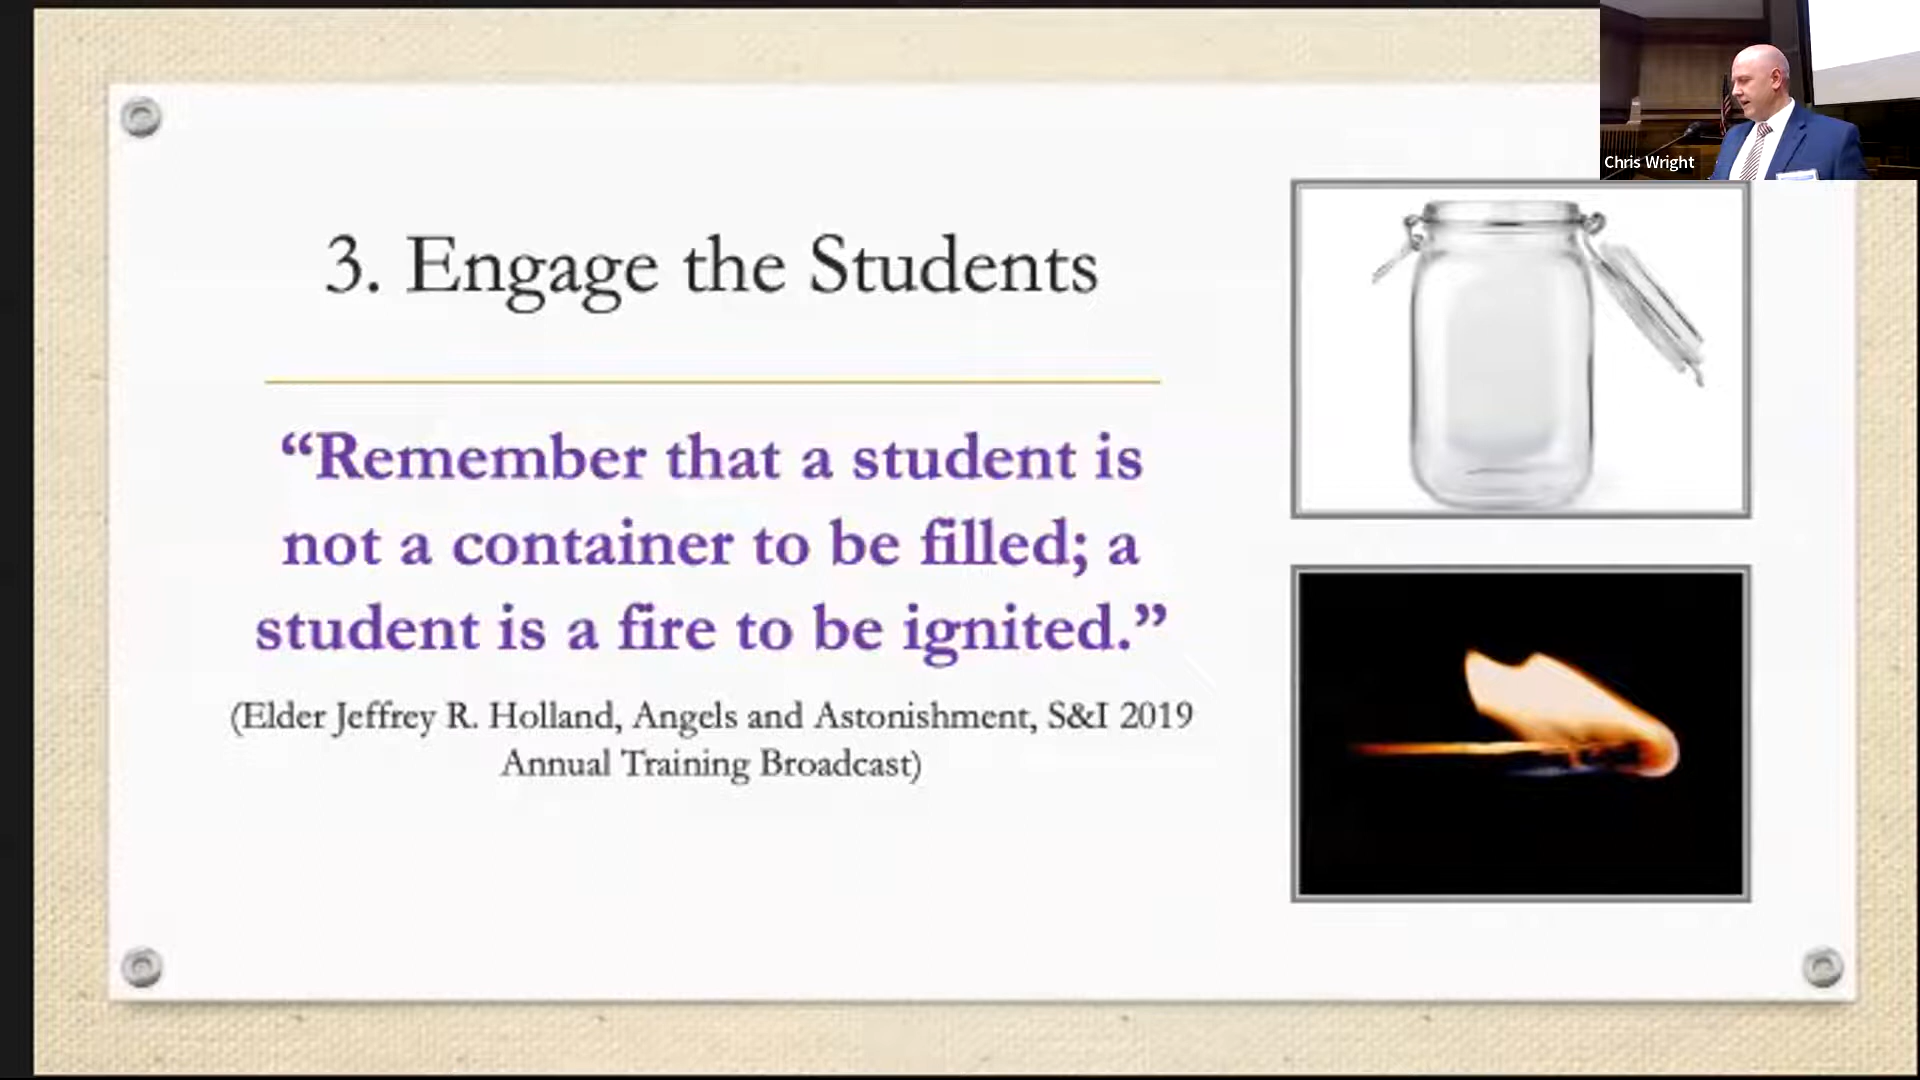 Chris Wright
3. Engage the Students
“Remember that a student is
not a container to be filled; a
student is a fire to be ignited.”
(Elder Jeffrey R. Holland, Angels and Astonishment, S&I 2019
Annual Training Broadcast)